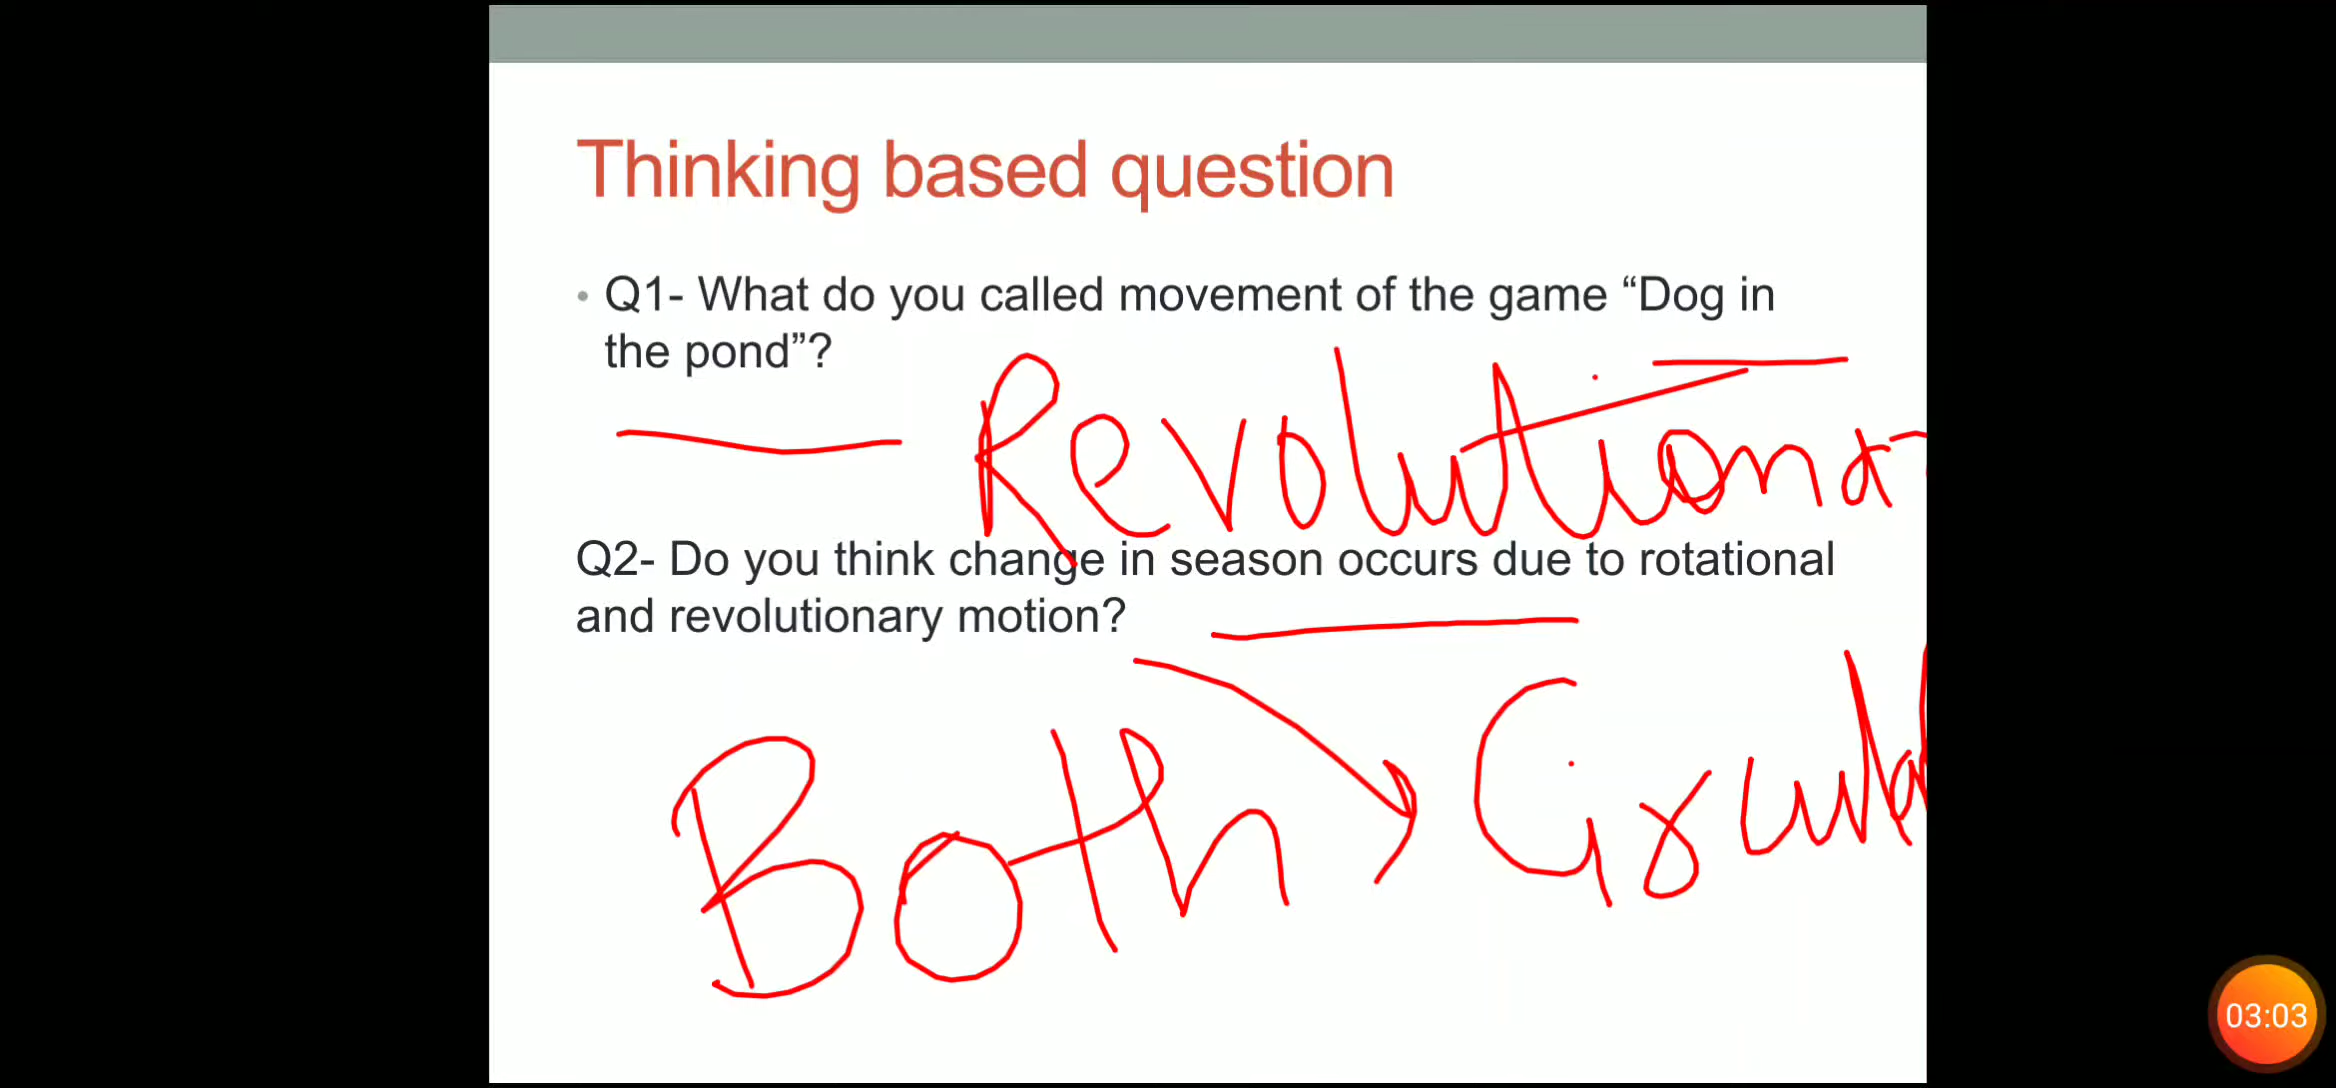 Thinking based question
• Q1- What do you called movement of the game “Dog in
the pond”?
Q2- Do you think change in season occurs due to rotational
and revolutionary motion?
Both
03:03